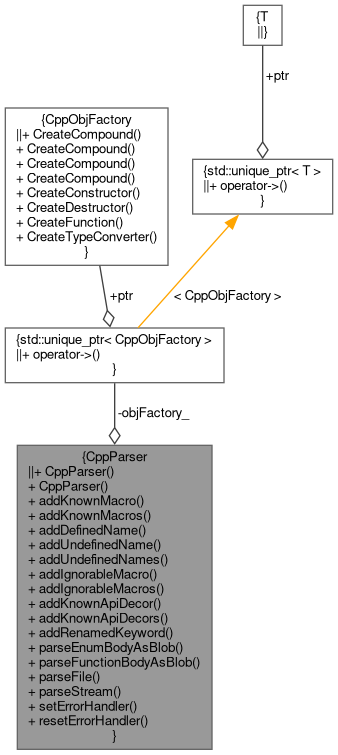 {T
||}
+ptr
{CppObjFactory
||+ CreateCompound()
+ CreateCompound()
+ CreateCompound()
+ CreateCompound()
+ CreateConstructor()
+ CreateDestructor()
+ CreateFunction()
+ CreateTypeConverter()
}
{std::unique_ptr< T >
||+ operator->()
}
+ptr
< CppObjFactory >
{std::unique_ptr< CppObjFactory >
||+ operator->()
}
-objFactory_
{CppParser
||+ CppParser()
+ CppParser()
+ addKnownMacro()
+ addKnownMacros()
+ addDefinedName()
+ addUndefinedName()
+ addUndefinedNames()
+ addIgnorableMacro()
+ addIgnorableMacros()
+ addKnownApiDecor()
+ addKnownApiDecors()
+ addRenamedKeyword()
+ parseEnumBodyAsBlob()
+ parseFunctionBodyAsBlob()
+ parseFile()
+ parseStream()
+ setErrorHandler()
+ resetErrorHandler()
}